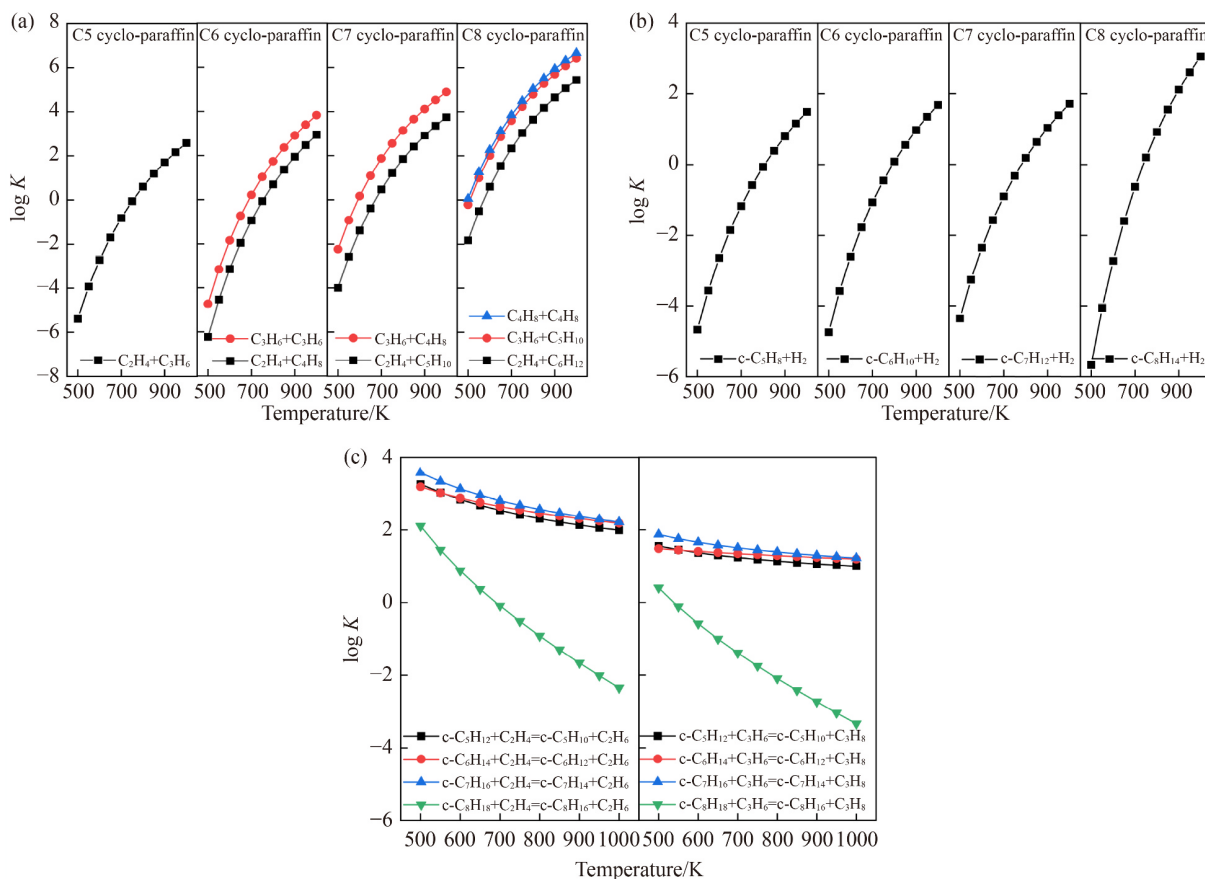 (a)
C5 cyclo-paraffin
C6 cyclo-paraffin
C7 cyclo-paraffin
C8 cyclo-paraffin
8
6
4
2
0
−2
−4
−6
−8
log K
C₂H₄+C₃H₆
C₃H₆+C₃H₆
C₂H₄+C₄H₈
C₃H₆+C₄H₈
C₂H₄+C₅H₁₀
C₄H₈+C₄H₈
C₃H₆+C₅H₁₀
C₂H₄+C₆H₁₂
500 700 900 500 700 900 500 700 900 500 700 900
Temperature/K
(b)
C5 cyclo-paraffin
C6 cyclo-paraffin
C7 cyclo-paraffin
C8 cyclo-paraffin
4
2
0
−2
−4
−6
log K
c-C₅H₈+H₂
c-C₆H₁₀+H₂
c-C₇H₁₂+H₂
c-C₈H₁₄+H₂
500 700 900 500 700 900 500 700 900 500 700 900
Temperature/K
(c)
4
2
0
−2
−4
−6
log K
c-C₅H₁₂+C₂H₄=c-C₅H₁₀+C₂H₆
c-C₆H₁₄+C₂H₄=c-C₆H₁₂+C₂H₆
c-C₇H₁₆+C₂H₄=c-C₇H₁₄+C₂H₆
c-C₈H₁₈+C₂H₄=c-C₈H₁₆+C₂H₆
c-C₅H₁₂+C₃H₆=c-C₅H₁₀+C₃H₈
c-C₆H₁₄+C₃H₆=c-C₆H₁₂+C₃H₈
c-C₇H₁₆+C₃H₆=c-C₇H₁₄+C₃H₈
c-C₈H₁₈+C₃H₆=c-C₈H₁₆+C₃H₈
500 600 700 800 900 1000 500 600 700 800 900 1000
Temperature/K